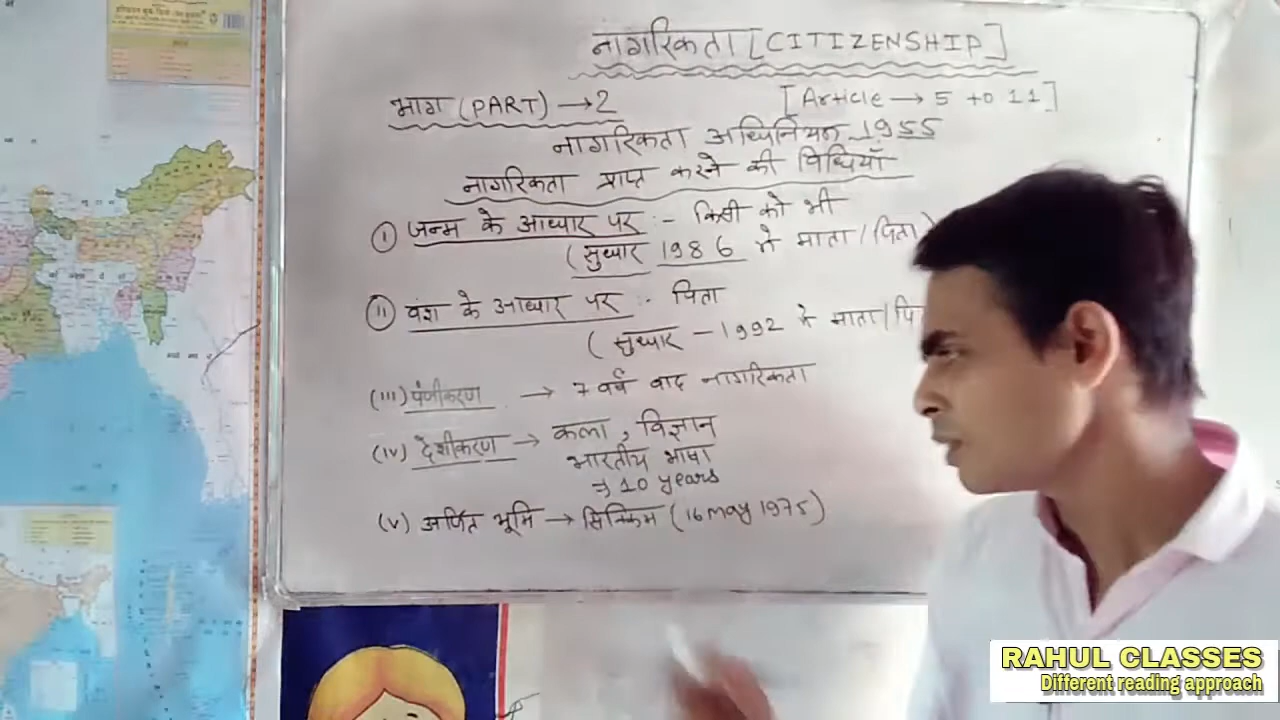 नागरिकता [CITIZENSHIP]
भाग (PART) → 2
[Article → 5 to 11]
नागरिकता अधिनियम 1955
नागरिकता प्राप्त करने की विधियाँ
(i) जन्म के आधार पर :- किसी को भी
(सुधार 1986 में माता / पिता)
(ii) वंश के आधार पर :- पिता
(सुधार – 1992 में माता / पि
(iii) पंजीकरण → 7 वर्ष बाद नागरिकता
(iv) देशीकरण → कला, विज्ञान
भारतीय भाषा
→ 10 years
(v) अर्जित भूमि → सिक्किम (16 may 1975)
RAHUL CLASSES
Different reading approach